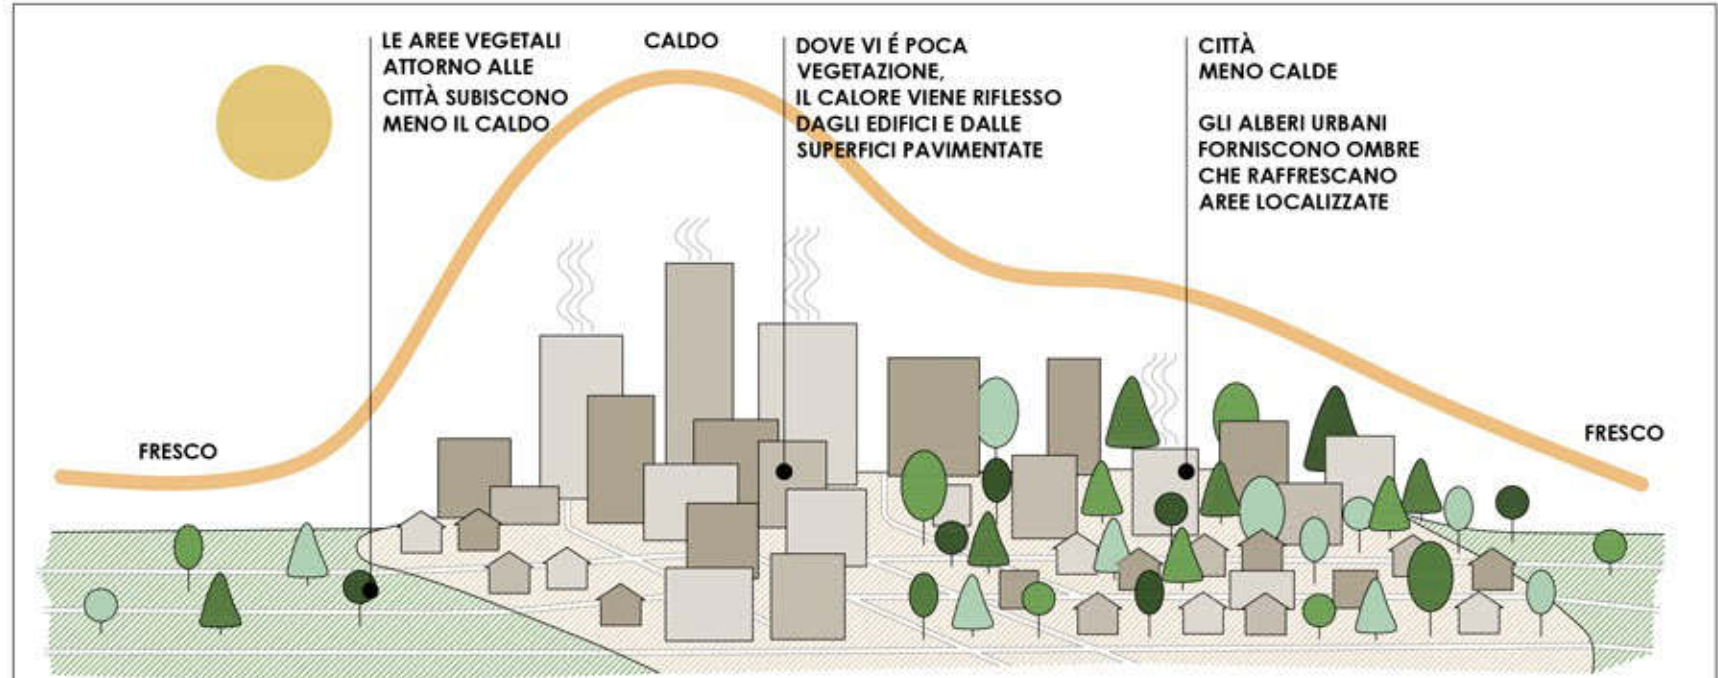 LE AREE VEGETALI
ATTORNO ALLE
CITTÀ SUBISCONO
MENO IL CALDO
CALDO
DOVE VI É POCA
VEGETAZIONE,
IL CALORE VIENE RIFLESSO
DAGLI EDIFICI E DALLE
SUPERFICI PAVIMENTATE
CITTÀ
MENO CALDE
GLI ALBERI URBANI
FORNISCONO OMBRE
CHE RAFFRESCANO
AREE LOCALIZZATE
FRESCO
FRESCO